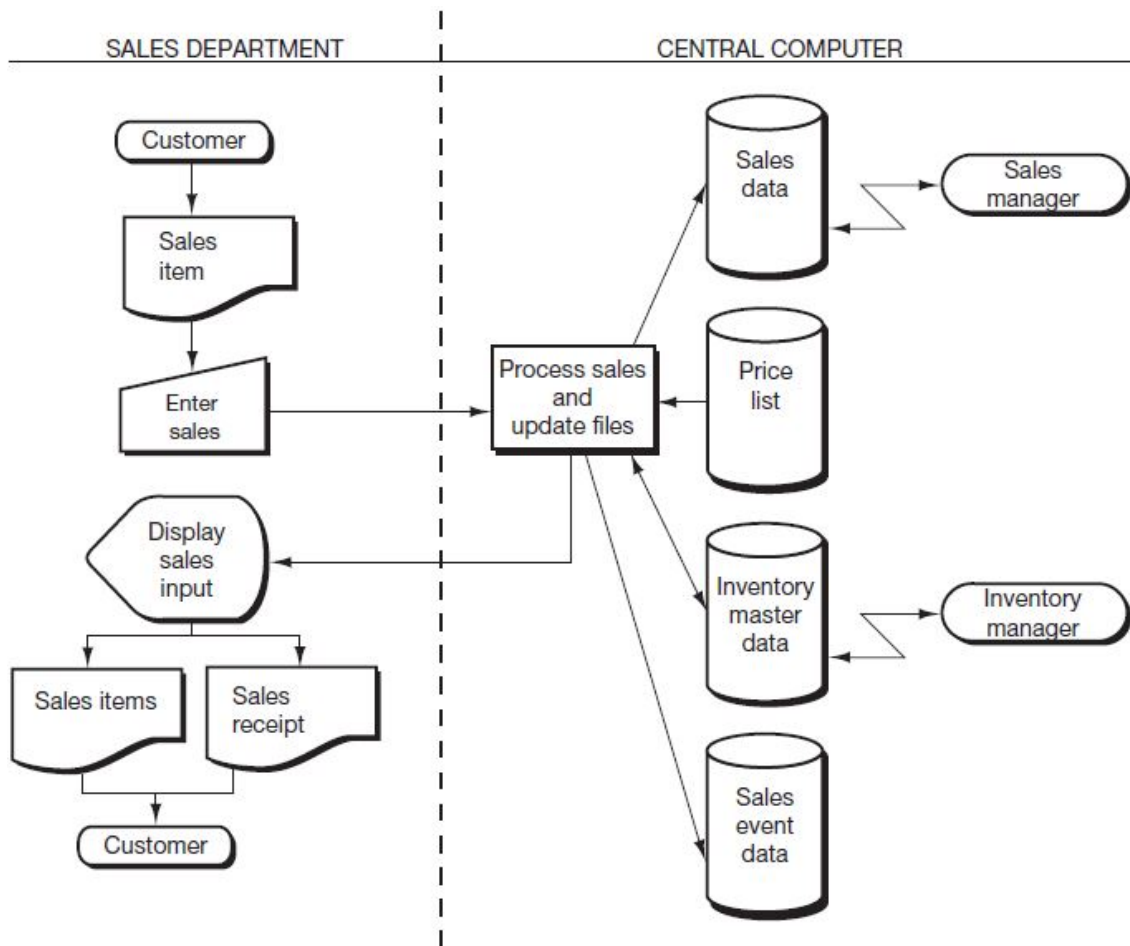 SALES DEPARTMENT
CENTRAL COMPUTER
Customer
Sales
item
Enter
sales
Display
sales
input
Sales items
Sales
receipt
Customer
Process sales
and
update files
Sales
data
Sales
manager
Price
list
Inventory
master
data
Inventory
manager
Sales
event
data